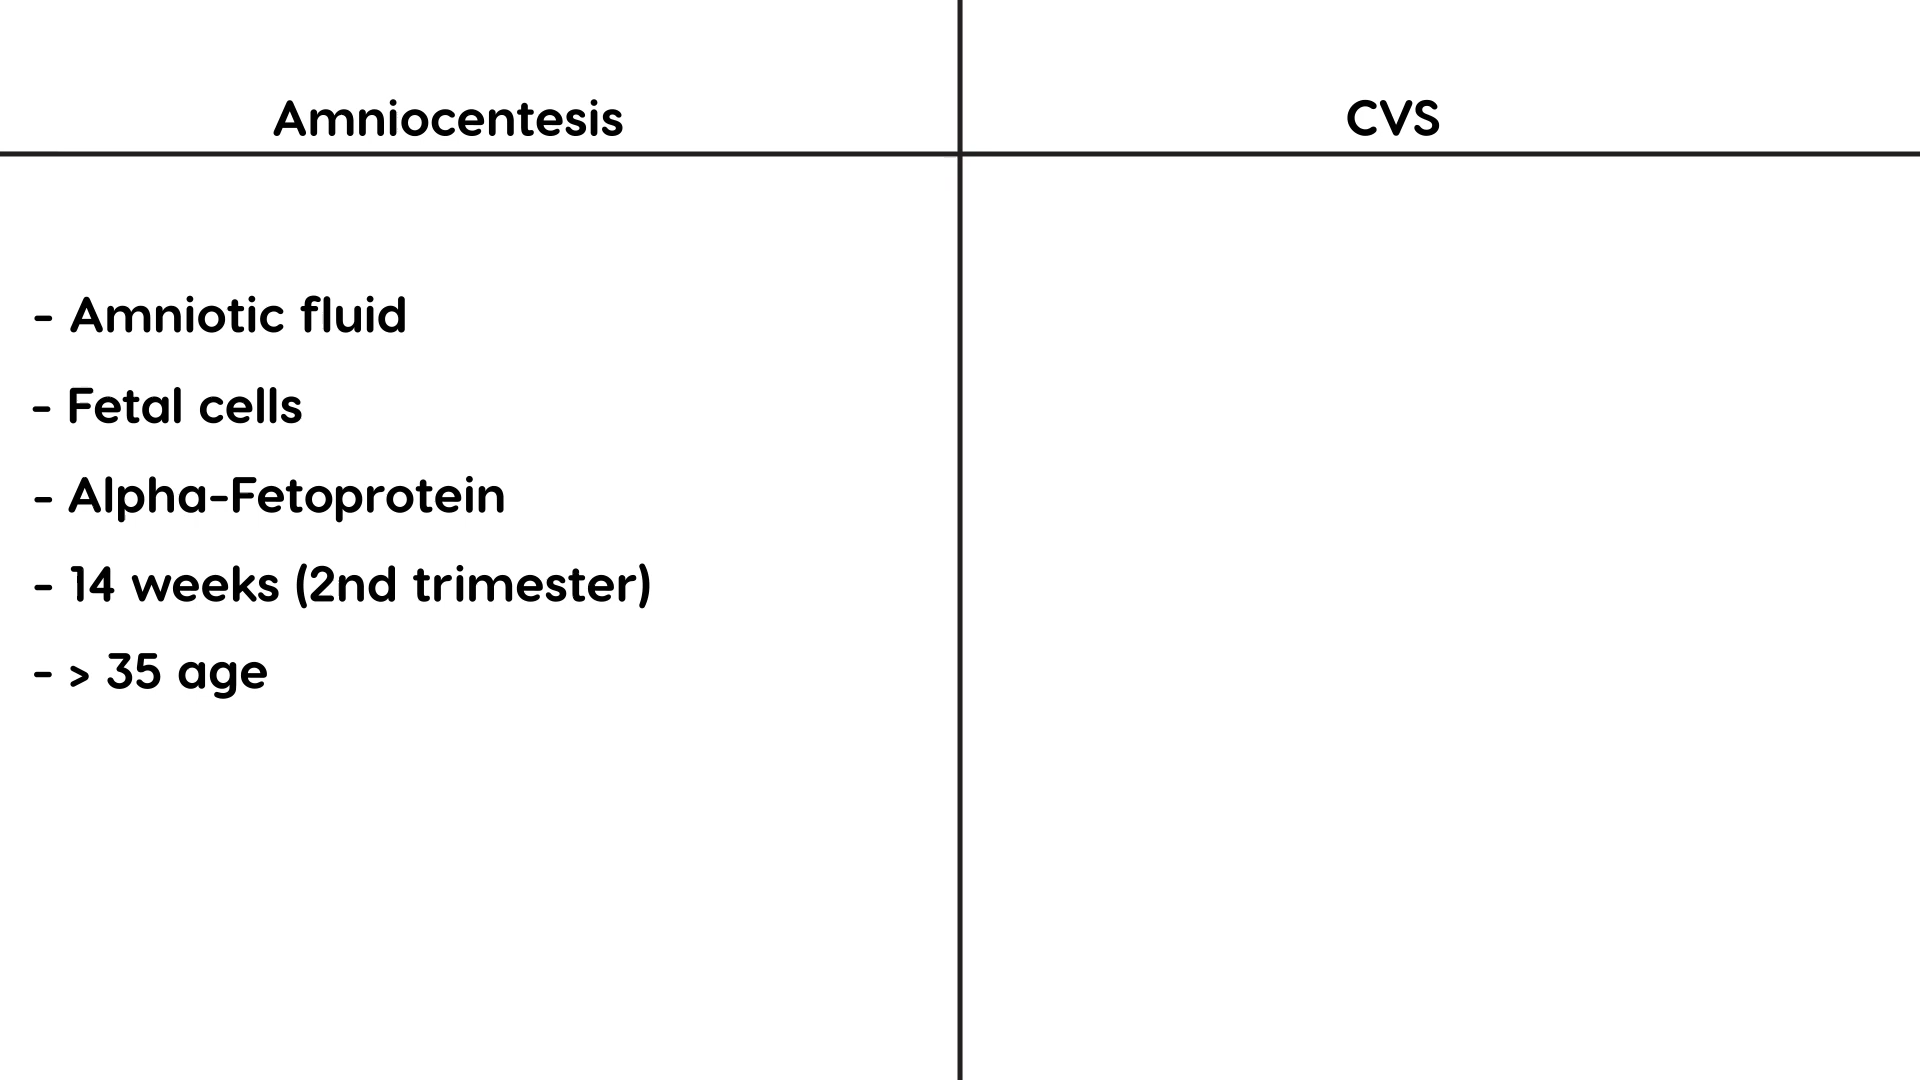 Amniocentesis
CVS
- Amniotic fluid
- Fetal cells
- Alpha-Fetoprotein
- 14 weeks (2nd trimester)
- > 35 age